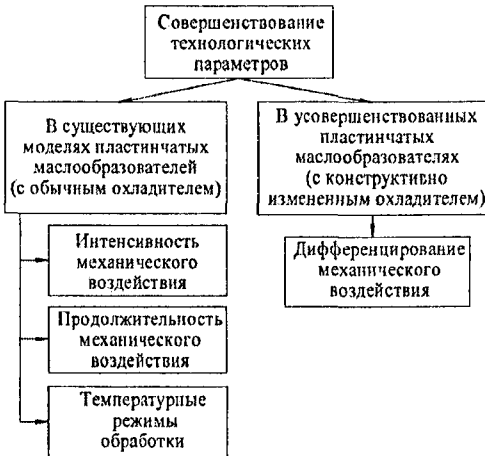 Совершенствование
технологических
параметров
В существующих
моделях пластинчатых
маслообразователей
(с обычным охладителем)
В усовершенствованных
пластинчатых
маслообразователях
(с конструктивно
измененным охладителем)
Интенсивность
механического
воздействия
Продолжительность
механического
воздействия
Температурные
режимы
обработки
Дифференцирование
механического
воздействия